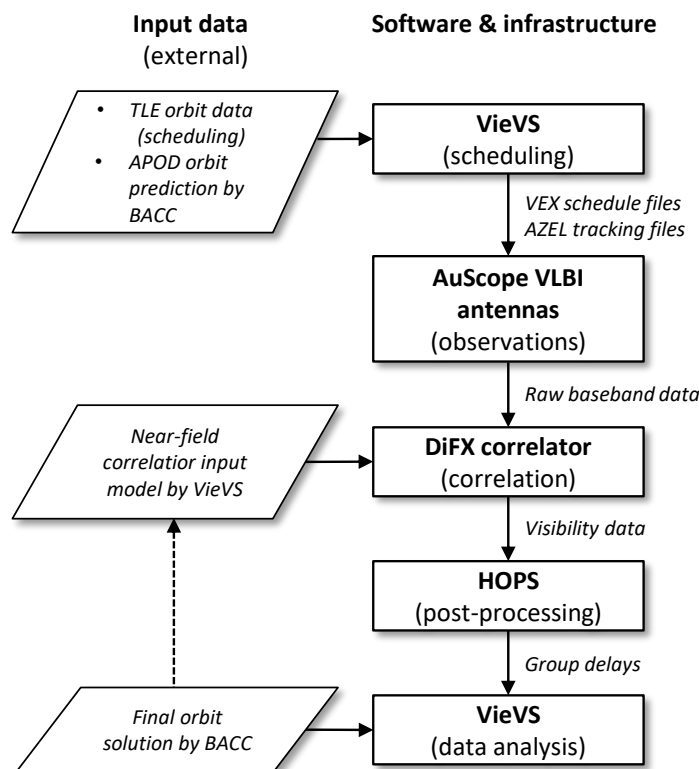 Input data
(external)
Software & infrastructure
• TLE orbit data
(scheduling)
• APOD orbit
prediction by
BACC
VieVS
(scheduling)
VEX schedule files
AZEL tracking files
AuScope VLBI
antennas
(observations)
Raw baseband data
Near-field
correlatior input
model by VieVS
DiFX correlator
(correlation)
Visibility data
HOPS
(post-processing)
Group delays
Final orbit
solution by BACC
VieVS
(data analysis)